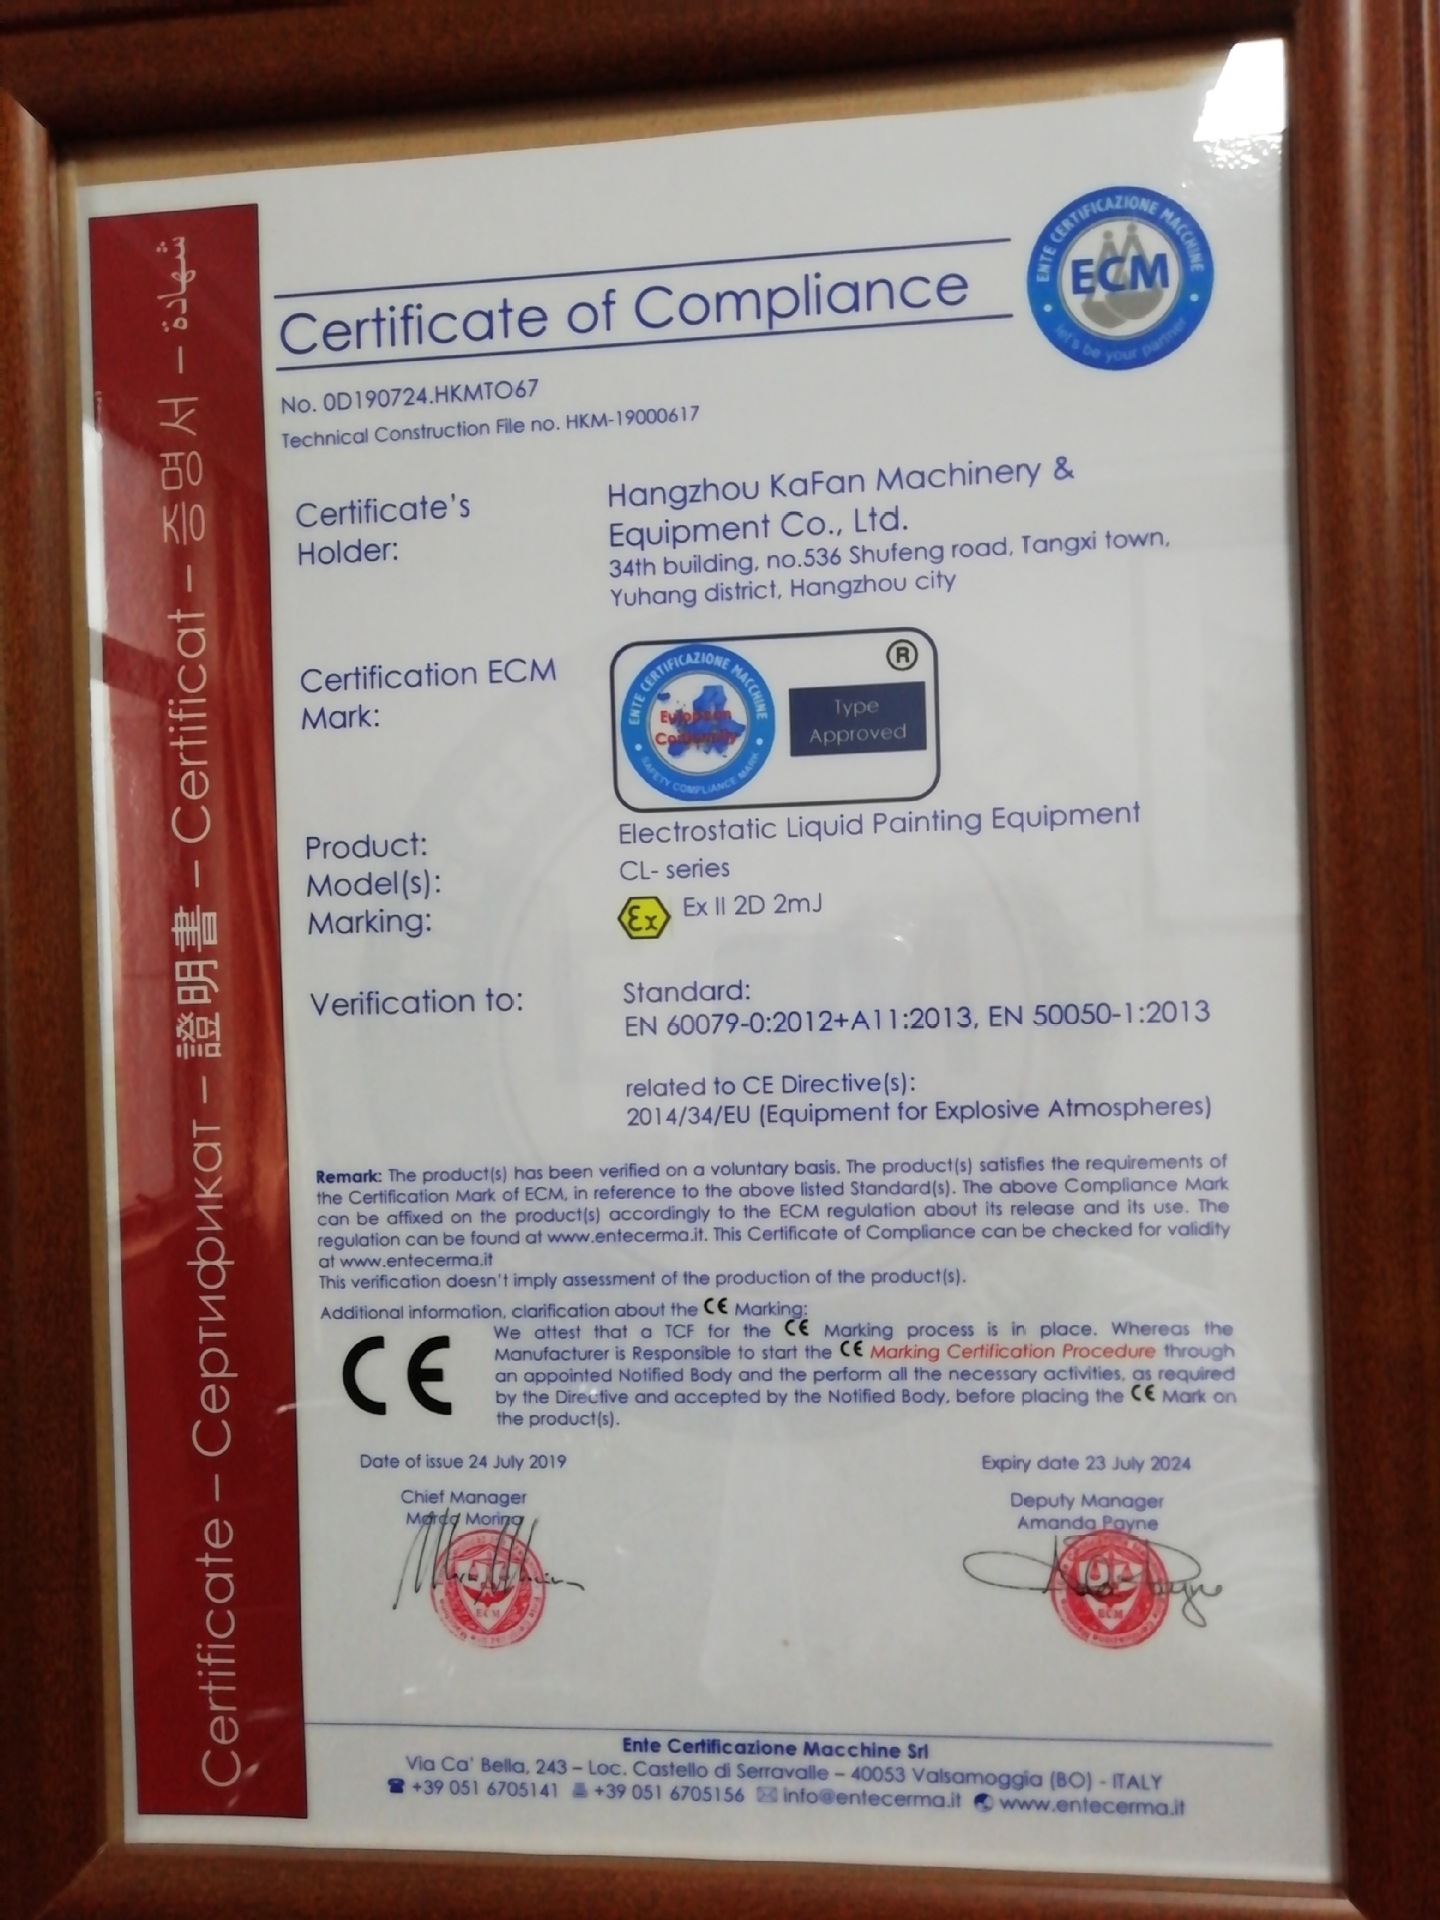 Certificate – Сертификат – 證明書 – Certificat – 증명서 – شهادة
ENTE CERTIFICAZIONE MACCHINE
ECM
let's be your partner
Certificate of Compliance
No. 0D190724.HKMTO67
Technical Construction File no. HKM-19000617
Certificate's
Holder:
Hangzhou KaFan Machinery &
Equipment Co., Ltd.
34th building, no.536 Shufeng road, Tangxi town,
Yuhang district, Hangzhou city
Certification ECM
Mark:
ENTE CERTIFICAZIONE MACCHINE
European
Conformity
SAFETY COMPLIANCE MARK
®
Type
Approved
Product:
Electrostatic Liquid Painting Equipment
Model(s):
CL- series
Marking:
Ex
Ex II 2D 2mJ
Verification to:
Standard:
EN 60079-0:2012+A11:2013, EN 50050-1:2013
related to CE Directive(s):
2014/34/EU (Equipment for Explosive Atmospheres)
Remark: The product(s) has been verified on a voluntary basis. The product(s) satisfies the requirements of
the Certification Mark of ECM, in reference to the above listed Standard(s). The above Compliance Mark
can be affixed on the product(s) accordingly to the ECM regulation about its release and its use. The
regulation can be found at www.entecerma.it. This Certificate of Compliance can be checked for validity
at www.entecerma.it
This verification doesn't imply assessment of the production of the product(s).
Additional information, clarification about the CE Marking:
CE
We attest that a TCF for the CE Marking process is in place. Whereas the
Manufacturer is Responsible to start the CE Marking Certification Procedure through
an appointed Notified Body and the perform all the necessary activities, as required
by the Directive and accepted by the Notified Body, before placing the CE Mark on
the product(s).
Date of issue 24 July 2019
Expiry date 23 July 2024
Chief Manager
Marco Morina
Deputy Manager
Amanda Payne
ECM
ECM
Ente Certificazione Macchine Srl
Via Ca' Bella, 243 – Loc. Castello di Serravalle – 40053 Valsamoggia (BO) - ITALY
+39 051 6705141 +39 051 6705156 info@entecerma.it www.entecerma.it